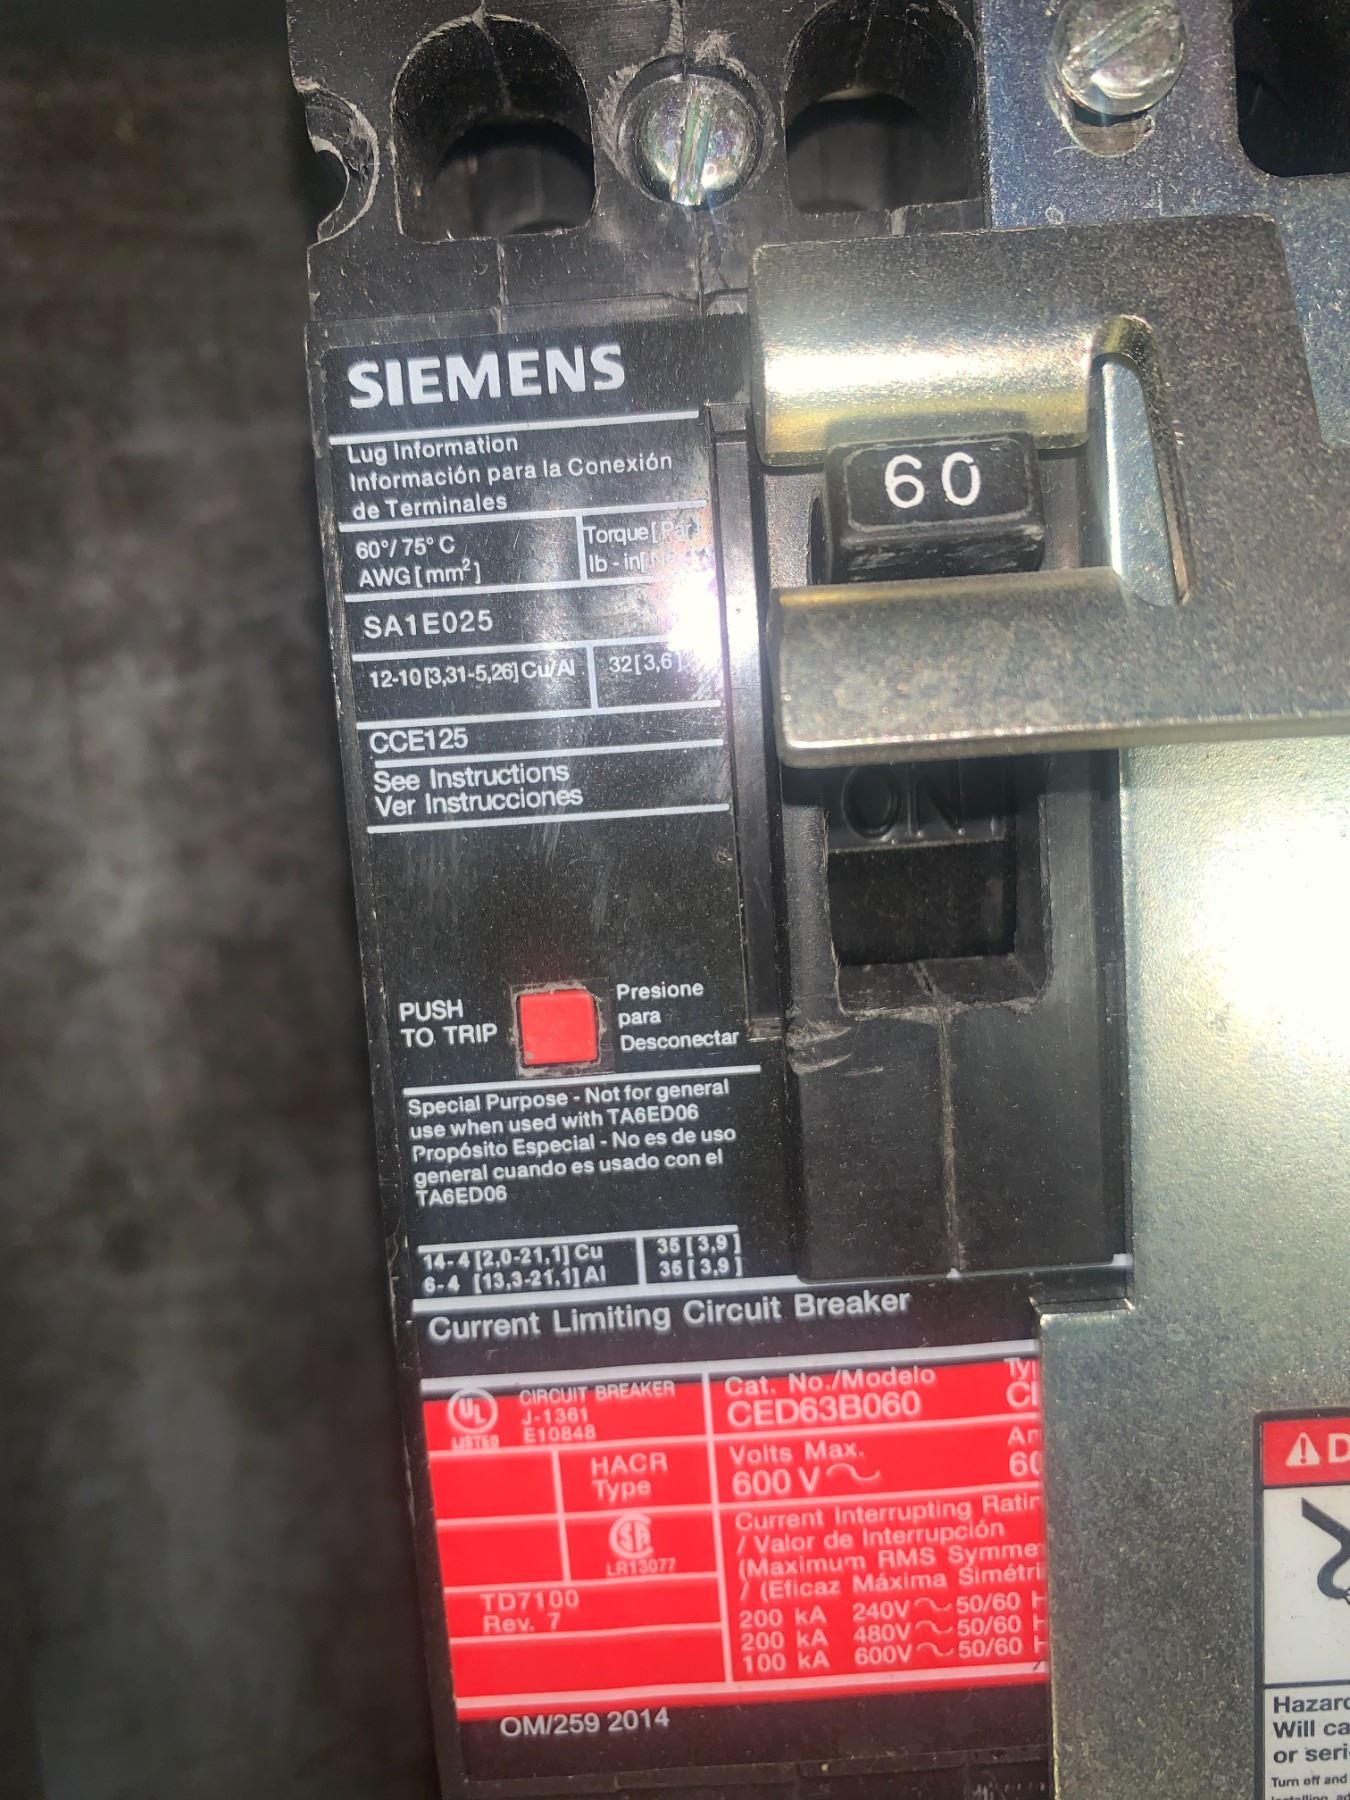 SIEMENS
Lug Information
Información para la Conexión
de Terminales
60°/75° C
AWG [mm²]
Torque [Par]
lb - in[
SA1E025
12-10 [3,31-5,26] Cu/Al 32 [3,6]
CCE125
See Instructions
Ver Instrucciones
60
ON
PUSH
TO TRIP
Presione
para
Desconectar
Special Purpose - Not for general
use when used with TA6ED06
Propósito Especial - No es de uso
general cuando es usado con el
TA6ED06
14-4 [2,0-21,1] Cu 35 [3,9]
6-4 [13,3-21,1] Al 35 [3,9]
Current Limiting Circuit Breaker
UL
LISTED
CIRCUIT BREAKER
J-1361
E10848
HACR
Type
LR13077
TD7100
Rev. 7
Cat. No./Modelo
CED63B060
Volts Max.
600 V
60
Current Interrupting
/ Valor de Interrupción
(Maximum RMS
/ (Eficaz Máxima
200 kA 240V 50/60
200 kA 480V 50/60
100 kA 600V 50/60
OM/259 2014
Will
or
Turn off and